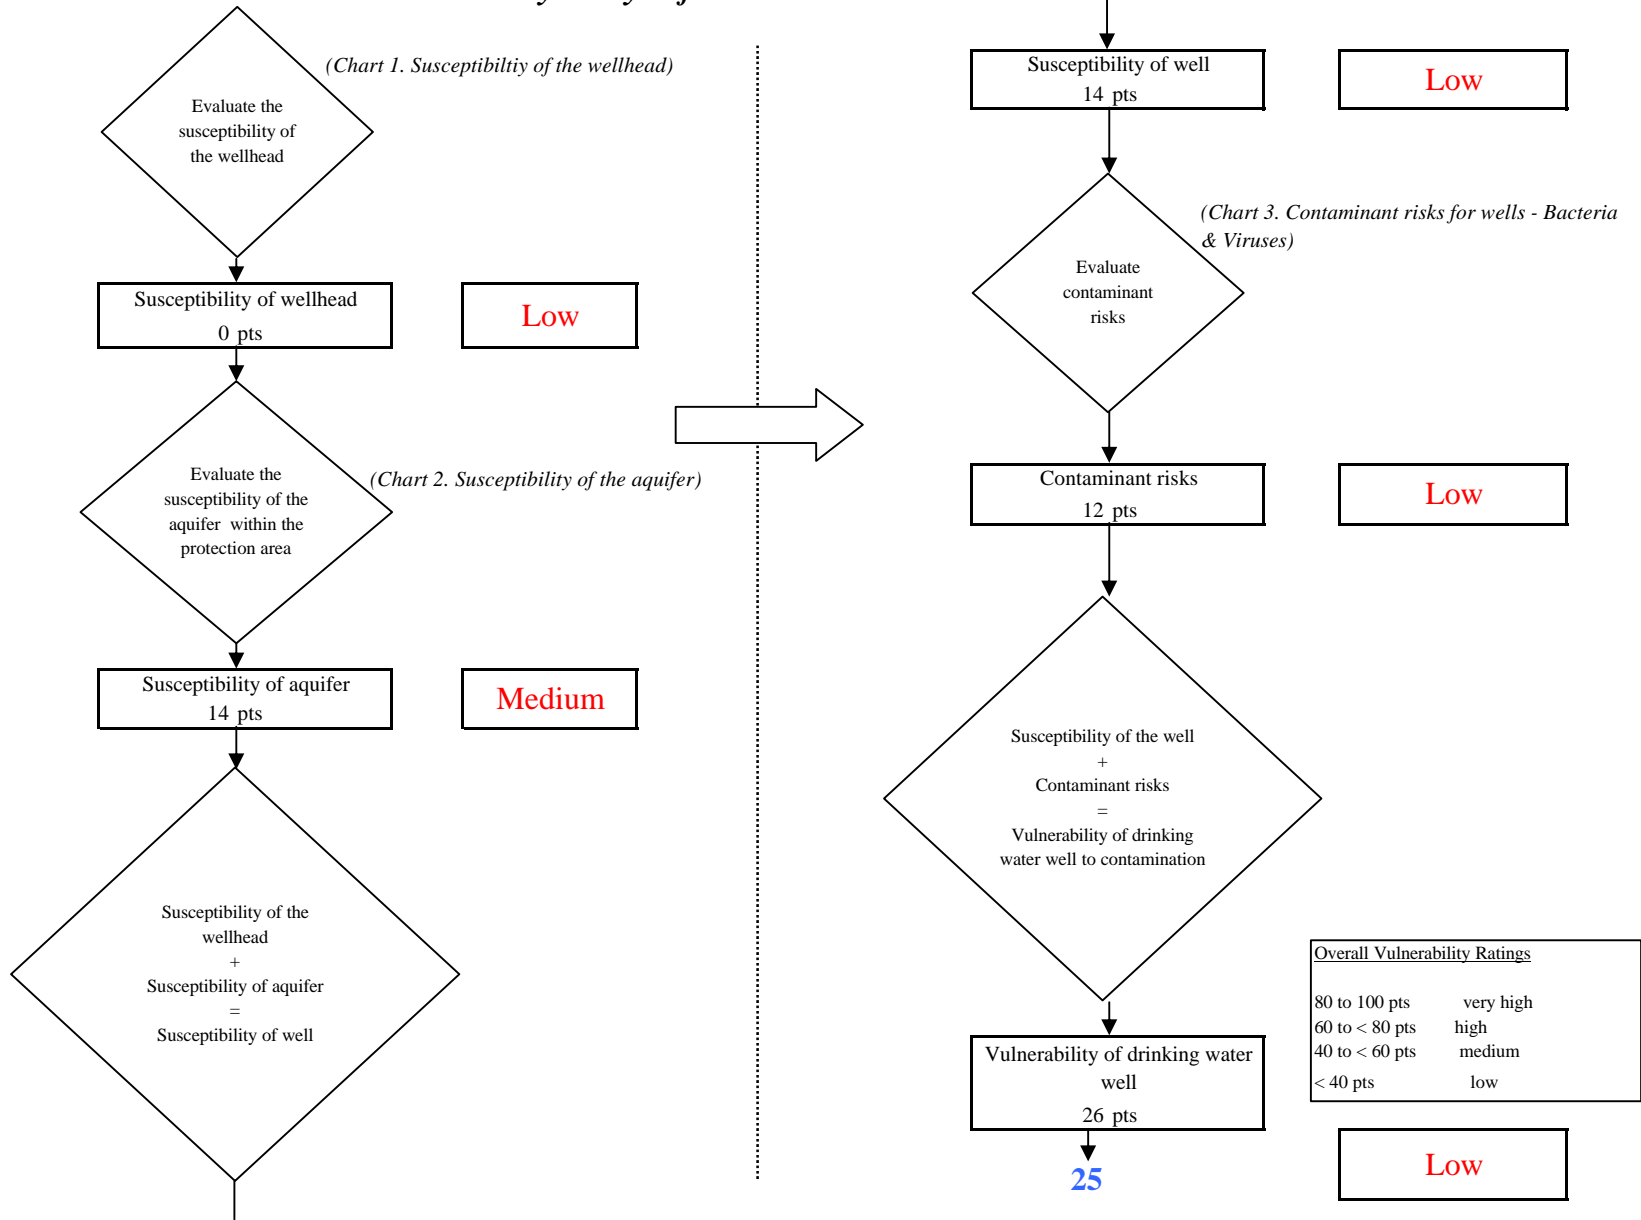 (Chart 1. Susceptibiltiy of the wellhead)
Evaluate the
susceptibility of
the wellhead
Susceptibility of wellhead
0 pts
Low
Evaluate the
susceptibility of the
aquifer within the
protection area
(Chart 2. Susceptibility of the aquifer)
Susceptibility of aquifer
14 pts
Medium
Susceptibility of the
wellhead
+
Susceptibility of aquifer
=
Susceptibility of well
Susceptibility of well
14 pts
Low
(Chart 3. Contaminant risks for wells - Bacteria
& Viruses)
Evaluate
contaminant
risks
Contaminant risks
12 pts
Low
Susceptibility of the well
+
Contaminant risks
=
Vulnerability of drinking
water well to contamination
Overall Vulnerability Ratings
80 to 100 pts very high
60 to < 80 pts high
40 to < 60 pts medium
< 40 pts low
Vulnerability of drinking water
well
26 pts
25
Low